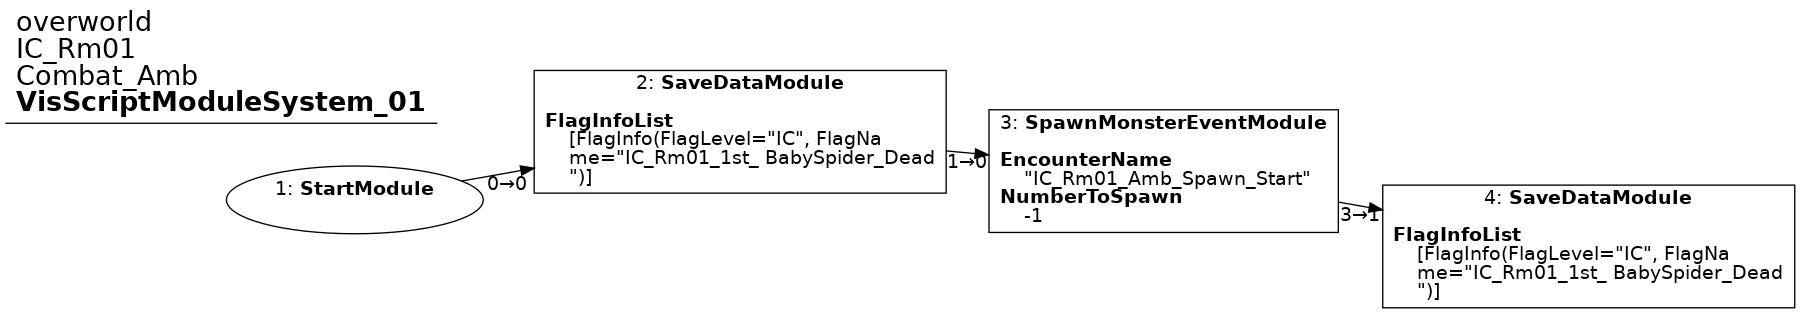 overworld
IC_Rm01
Combat_Amb
VisScriptModuleSystem_01
1: StartModule
0→0
2: SaveDataModule
FlagInfoList
[FlagInfo(FlagLevel="IC", FlagNa
me="IC_Rm01_1st_ BabySpider_Dead
")]
1→0
3: SpawnMonsterEventModule
EncounterName
"IC_Rm01_Amb_Spawn_Start"
NumberToSpawn
-1
3→1
4: SaveDataModule
FlagInfoList
[FlagInfo(FlagLevel="IC", FlagNa
me="IC_Rm01_1st_ BabySpider_Dead
")]